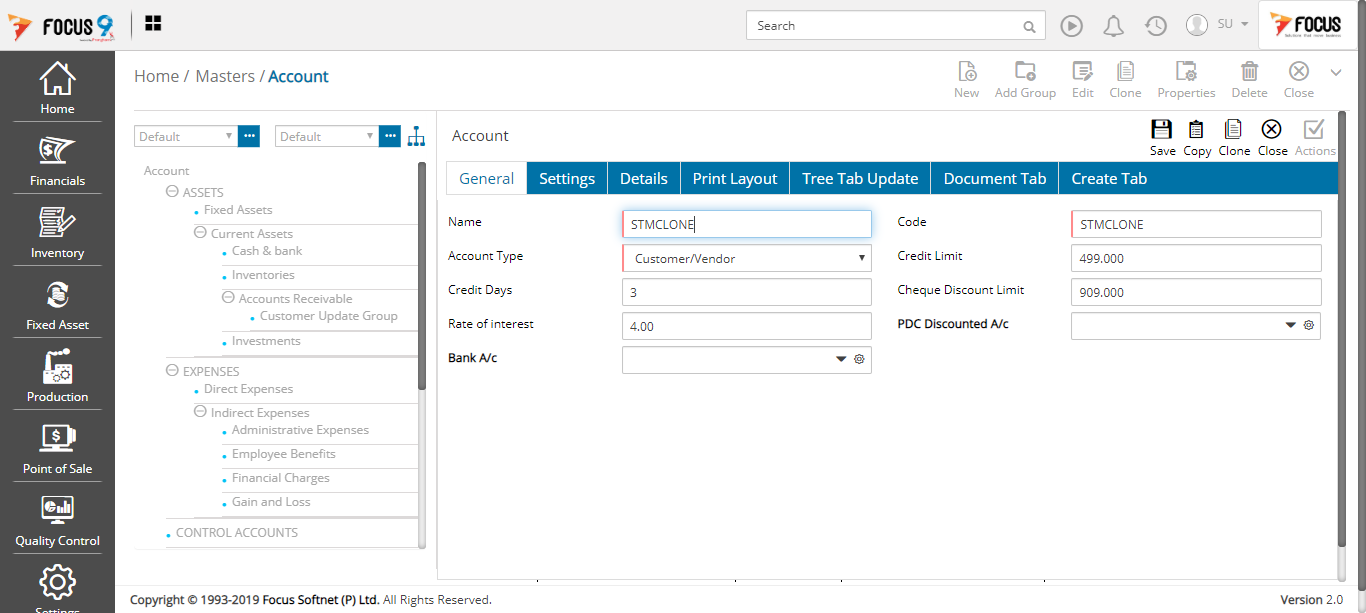 FOCUS 9
Search
SU
FOCUS
Home
Financials
Inventory
Fixed Asset
Production
Point of Sale
Quality Control
Settings
Home / Masters / Account
New Add Group Edit Clone Properties Delete Close
Default ... Default ...
Account
ASSETS
Fixed Assets
Current Assets
Cash & bank
Inventories
Accounts Receivable
Customer Update Group
Investments
EXPENSES
Direct Expenses
Indirect Expenses
Administrative Expenses
Employee Benefits
Financial Charges
Gain and Loss
CONTROL ACCOUNTS
Account
Save Copy Clone Close Actions
General Settings Details Print Layout Tree Tab Update Document Tab Create Tab
Name STMCLONE Code STMCLONE
Account Type Customer/Vendor Credit Limit 499.000
Credit Days 3 Cheque Discount Limit 909.000
Rate of interest 4.00 PDC Discounted A/c
Bank A/c
Copyright © 1993-2019 Focus Softnet (P) Ltd. All Rights Reserved.
Version 2.0